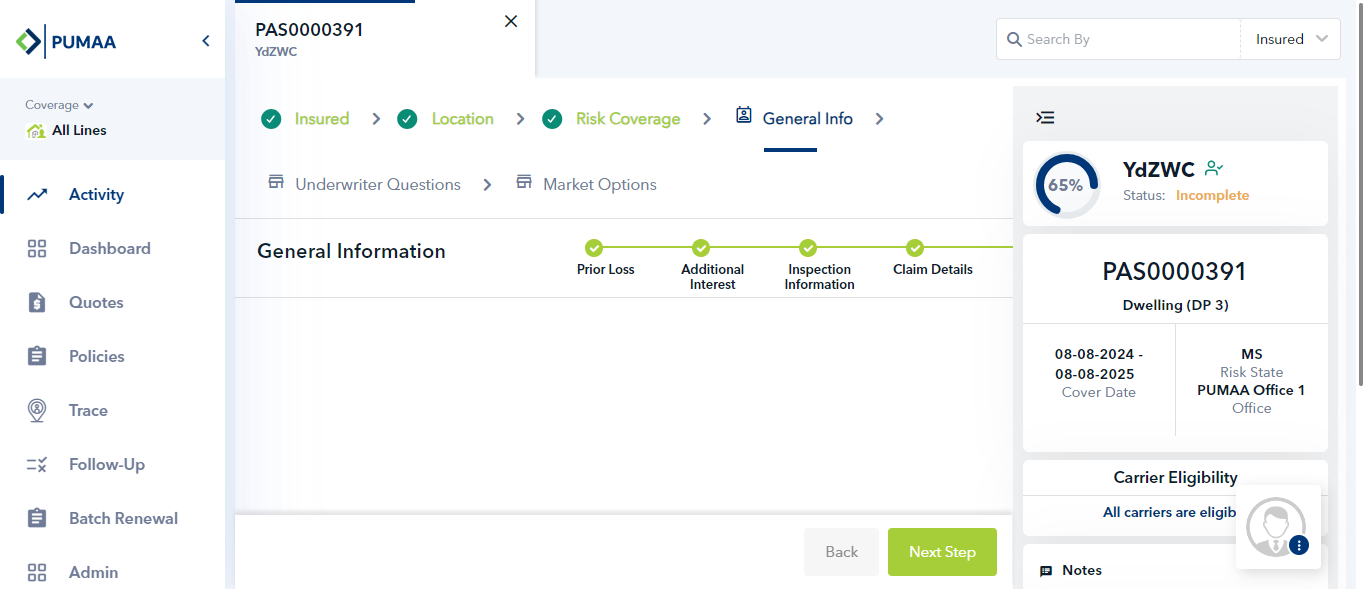 PUMAA
Coverage
All Lines
Activity
Dashboard
Quotes
Policies
Trace
Follow-Up
Batch Renewal
Admin
PAS0000391
YdZWC
Search By
Insured
Insured
Location
Risk Coverage
General Info
Underwriter Questions
Market Options
General Information
Prior Loss
Additional
Interest
Inspection
Information
Claim Details
Back
Next Step
65%
YdZWC
Status: Incomplete
PAS0000391
Dwelling (DP 3)
08-08-2024 -
08-08-2025
Cover Date
MS
Risk State
PUMAA Office 1
Office
Carrier Eligibility
All carriers are eligib
Notes